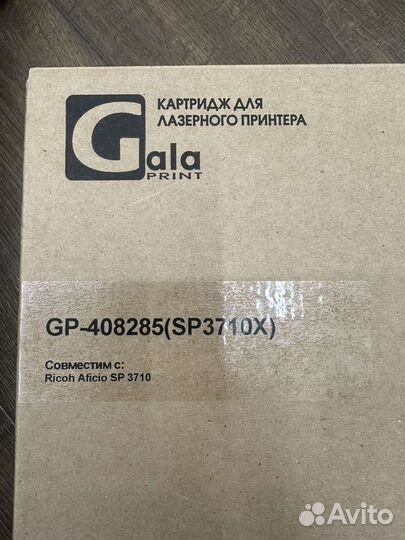 КАРТРИДЖ ДЛЯ
ЛАЗЕРНОГО ПРИНТЕРА
Gala
PRINT
GP-408285(SP3710X)
Совместим с:
Ricoh Aficio SP 3710
Avito